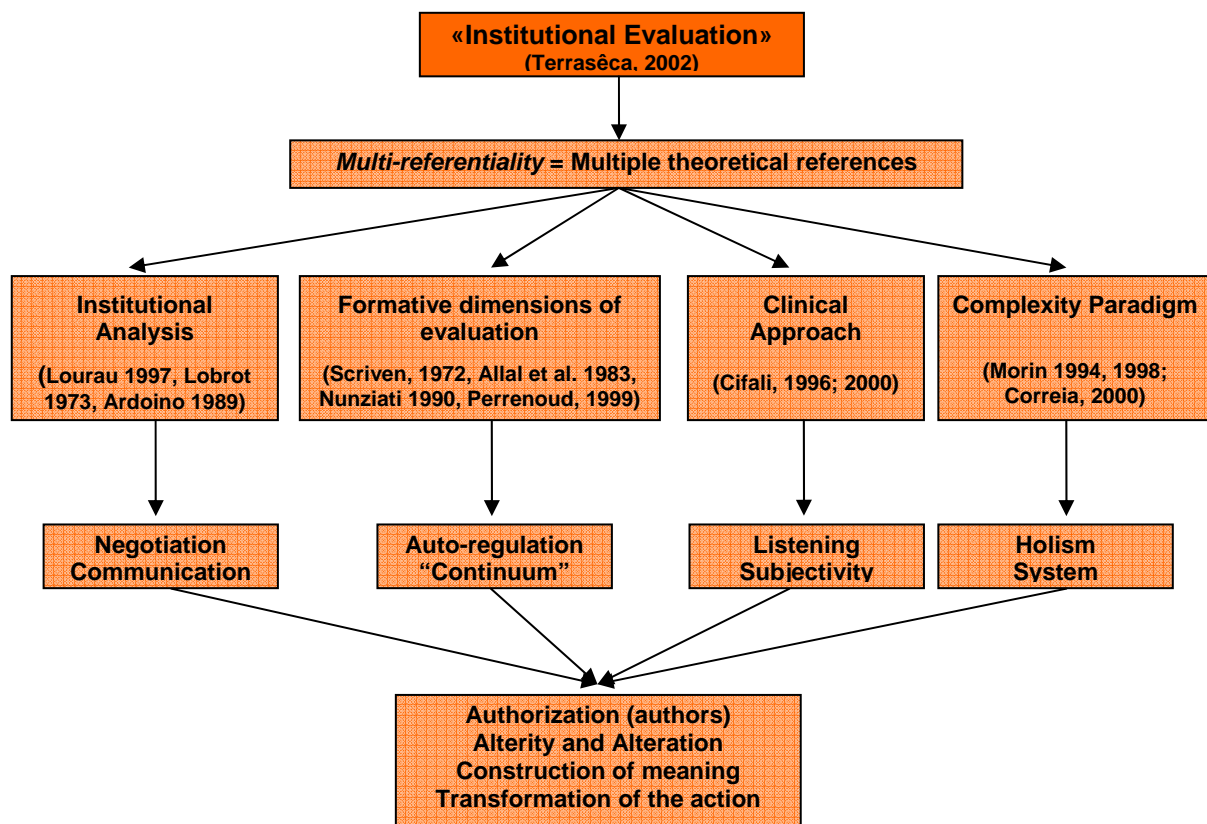 «Institutional Evaluation»
(Terrasêca, 2002)
Multi-referentiality = Multiple theoretical references
Institutional
Analysis
(Lourau 1997, Lobrot
1973, Ardoino 1989)
Formative dimensions of
evaluation
(Scriven, 1972, Allal et al. 1983,
Nunziati 1990, Perrenoud, 1999)
Clinical
Approach
(Cifali, 1996; 2000)
Complexity Paradigm
(Morin 1994, 1998;
Correia, 2000)
Negotiation
Communication
Auto-regulation
“Continuum”
Listening
Subjectivity
Holism
System
Authorization (authors)
Alterity and Alteration
Construction of meaning
Transformation of the action